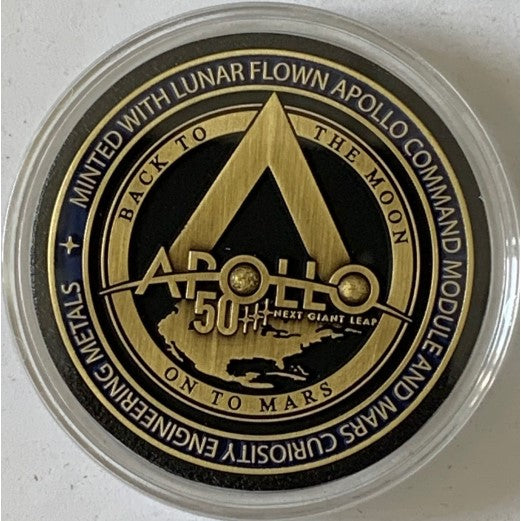 MINTED WITH LUNAR FLOWN APOLLO COMMAND MODULE AND MARS CURIOSITY ENGINEERING METALS
BACK TO THE MOON
APOLLO
50TH
NEXT GIANT LEAP
ON TO MARS